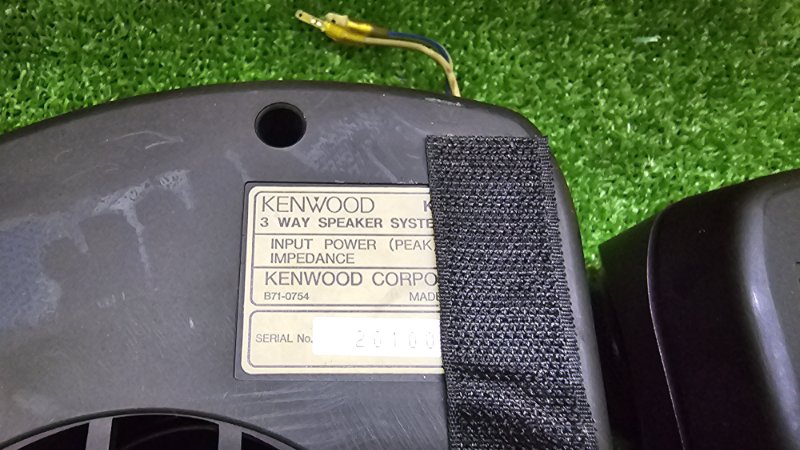 KENWOOD K
3 WAY SPEAKER SYSTE
INPUT POWER (PEAK
IMPEDANCE
KENWOOD CORPO
B71-0754 MADE
SERIAL No. 20100